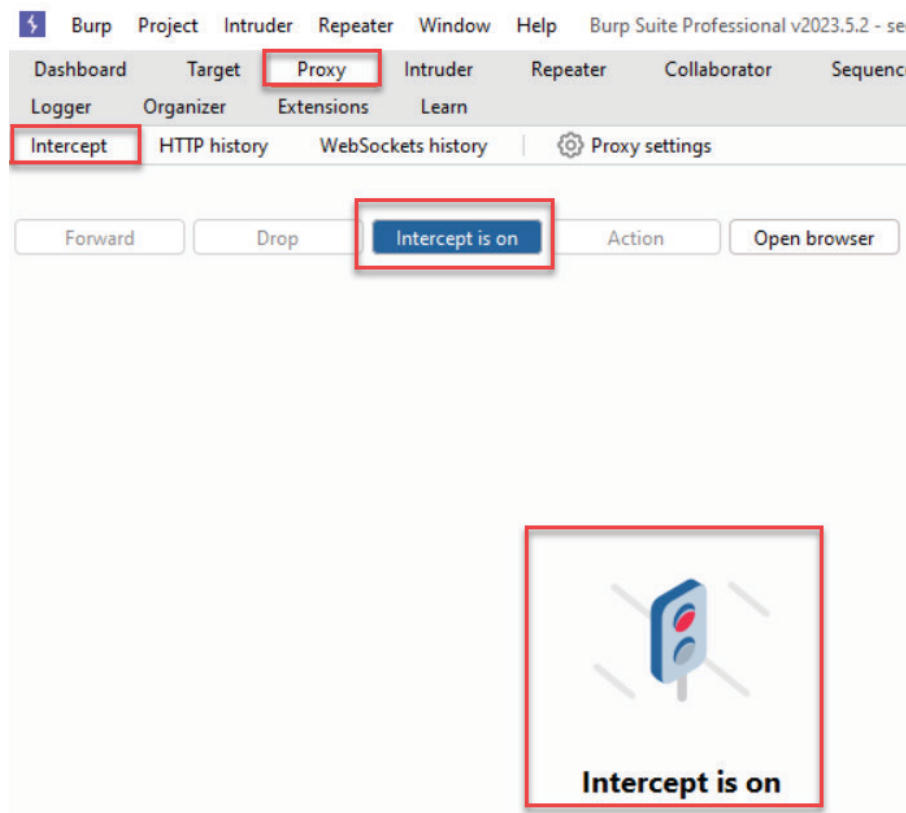 Burp Project Intruder Repeater Window Help Burp Suite Professional v2023.5.2 - se
Dashboard Target Proxy Intruder Repeater Collaborator Sequence
Logger Organizer Extensions Learn
Intercept HTTP history WebSockets history Proxy settings
Forward Drop Intercept is on Action Open browser
Intercept is on